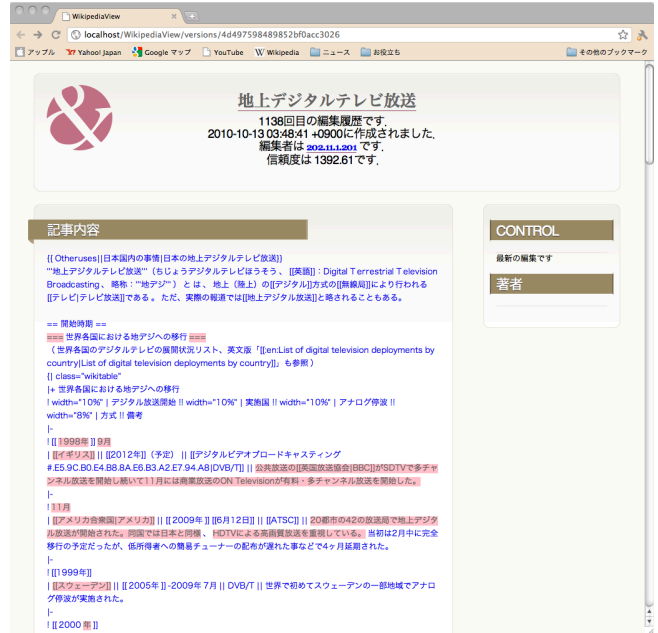 WikipediaView
localhost/WikipediaView/versions/4d497598489852bf0acc3026
アップル Yahoo! Japan Google マップ YouTube Wikipedia ニュース お役立ち その他のブックマーク
&
地上デジタルテレビ放送
1138回目の編集履歴です.
2010-10-13 03:48:41 +0900に作成されました.
編集者は 202.11.1.201 です.
信頼度は 1392.61です.
記事内容
{{ Otheruses||日本国内の事情|日本の地上デジタルテレビ放送}}
'''地上デジタルテレビ放送'''（ちじょうデジタルテレビほうそう 、 [[英語]]：Digital Terrestrial Television
Broadcasting 、 略称：'''地デジ''' ） と は 、 地上（陸上）の[[デジタル]]方式の[[無線局]]により行われる
[[テレビ|テレビ放送]]である 。 ただ、実際の報道では[[地上デジタル放送]]と略されることもある。
== 開始時期 ==
=== 世界各国における地デジへの移行 ===
（ 世界各国のデジタルテレビの展開状況リスト、英文版「[[:en:List of digital television deployments by
country|List of digital television deployments by country]]」も参照 ）
{| class="wikitable"
|+ 世界各国における地デジへの移行
! width="10%" | デジタル放送開始 !! width="10%" | 実施国 !! width="10%" | アナログ停波 !!
width="8%" | 方式 !! 備考
|-
! [[ 1998年 ]] 9月
| [[イギリス]] || [[2012年]]（予定） || [[デジタルビデオブロードキャスティング
#.E5.9C.B0.E4.B8.8A.E6.B3.A2.E7.94.A8|DVB/T]] || 公共放送の[[英国放送協会|BBC]]がSDTVで多チャ
ンネル放送を開始し続いて11月には商業放送のON Televisionが有料・多チャンネル放送を開始した。
|-
! 11月
| [[アメリカ合衆国|アメリカ]] || [[ 2009年 ]] [[6月12日]] || [[ATSC]] || 20都市の42の放送局で地上デジタ
ル放送が開始された。同国では日本と同様 、 HDTVによる高画質放送を重視している。 当初は2月中に完全
移行の予定だったが、低所得者への簡易チューナーの配布が遅れた事などで4ヶ月延期された。
|-
! [[1999年]]
| [[スウェーデン]] || [[ 2005年 ]] -2009年 7月 || DVB/T || 世界で初めてスウェーデンの一部地域でアナロ
グ停波が実施された。
|-
! [[ 2000 年 ]]
CONTROL
最新の編集です
著者